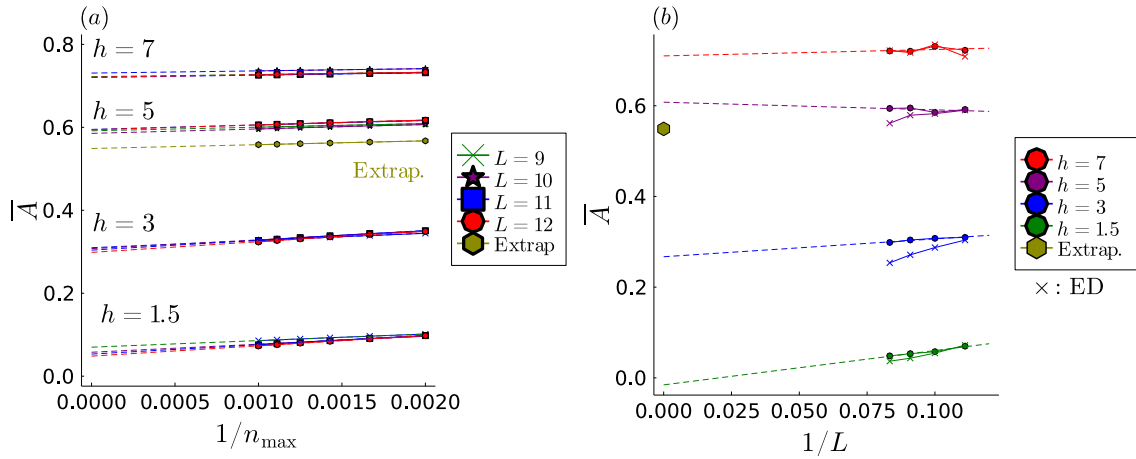 (a)
(b)
h = 7
h = 5
h = 3
h = 1.5
Extrap.
0.8
0.6
0.4
0.2
0.0
A̅
0.0000 0.0005 0.0010 0.0015 0.0020
1/n_max
L = 9
L = 10
L = 11
L = 12
Extrap
0.6
0.4
0.2
0.0
A̅
0.000 0.025 0.050 0.075 0.100
1/L
h = 7
h = 5
h = 3
h = 1.5
Extrap.
× : ED